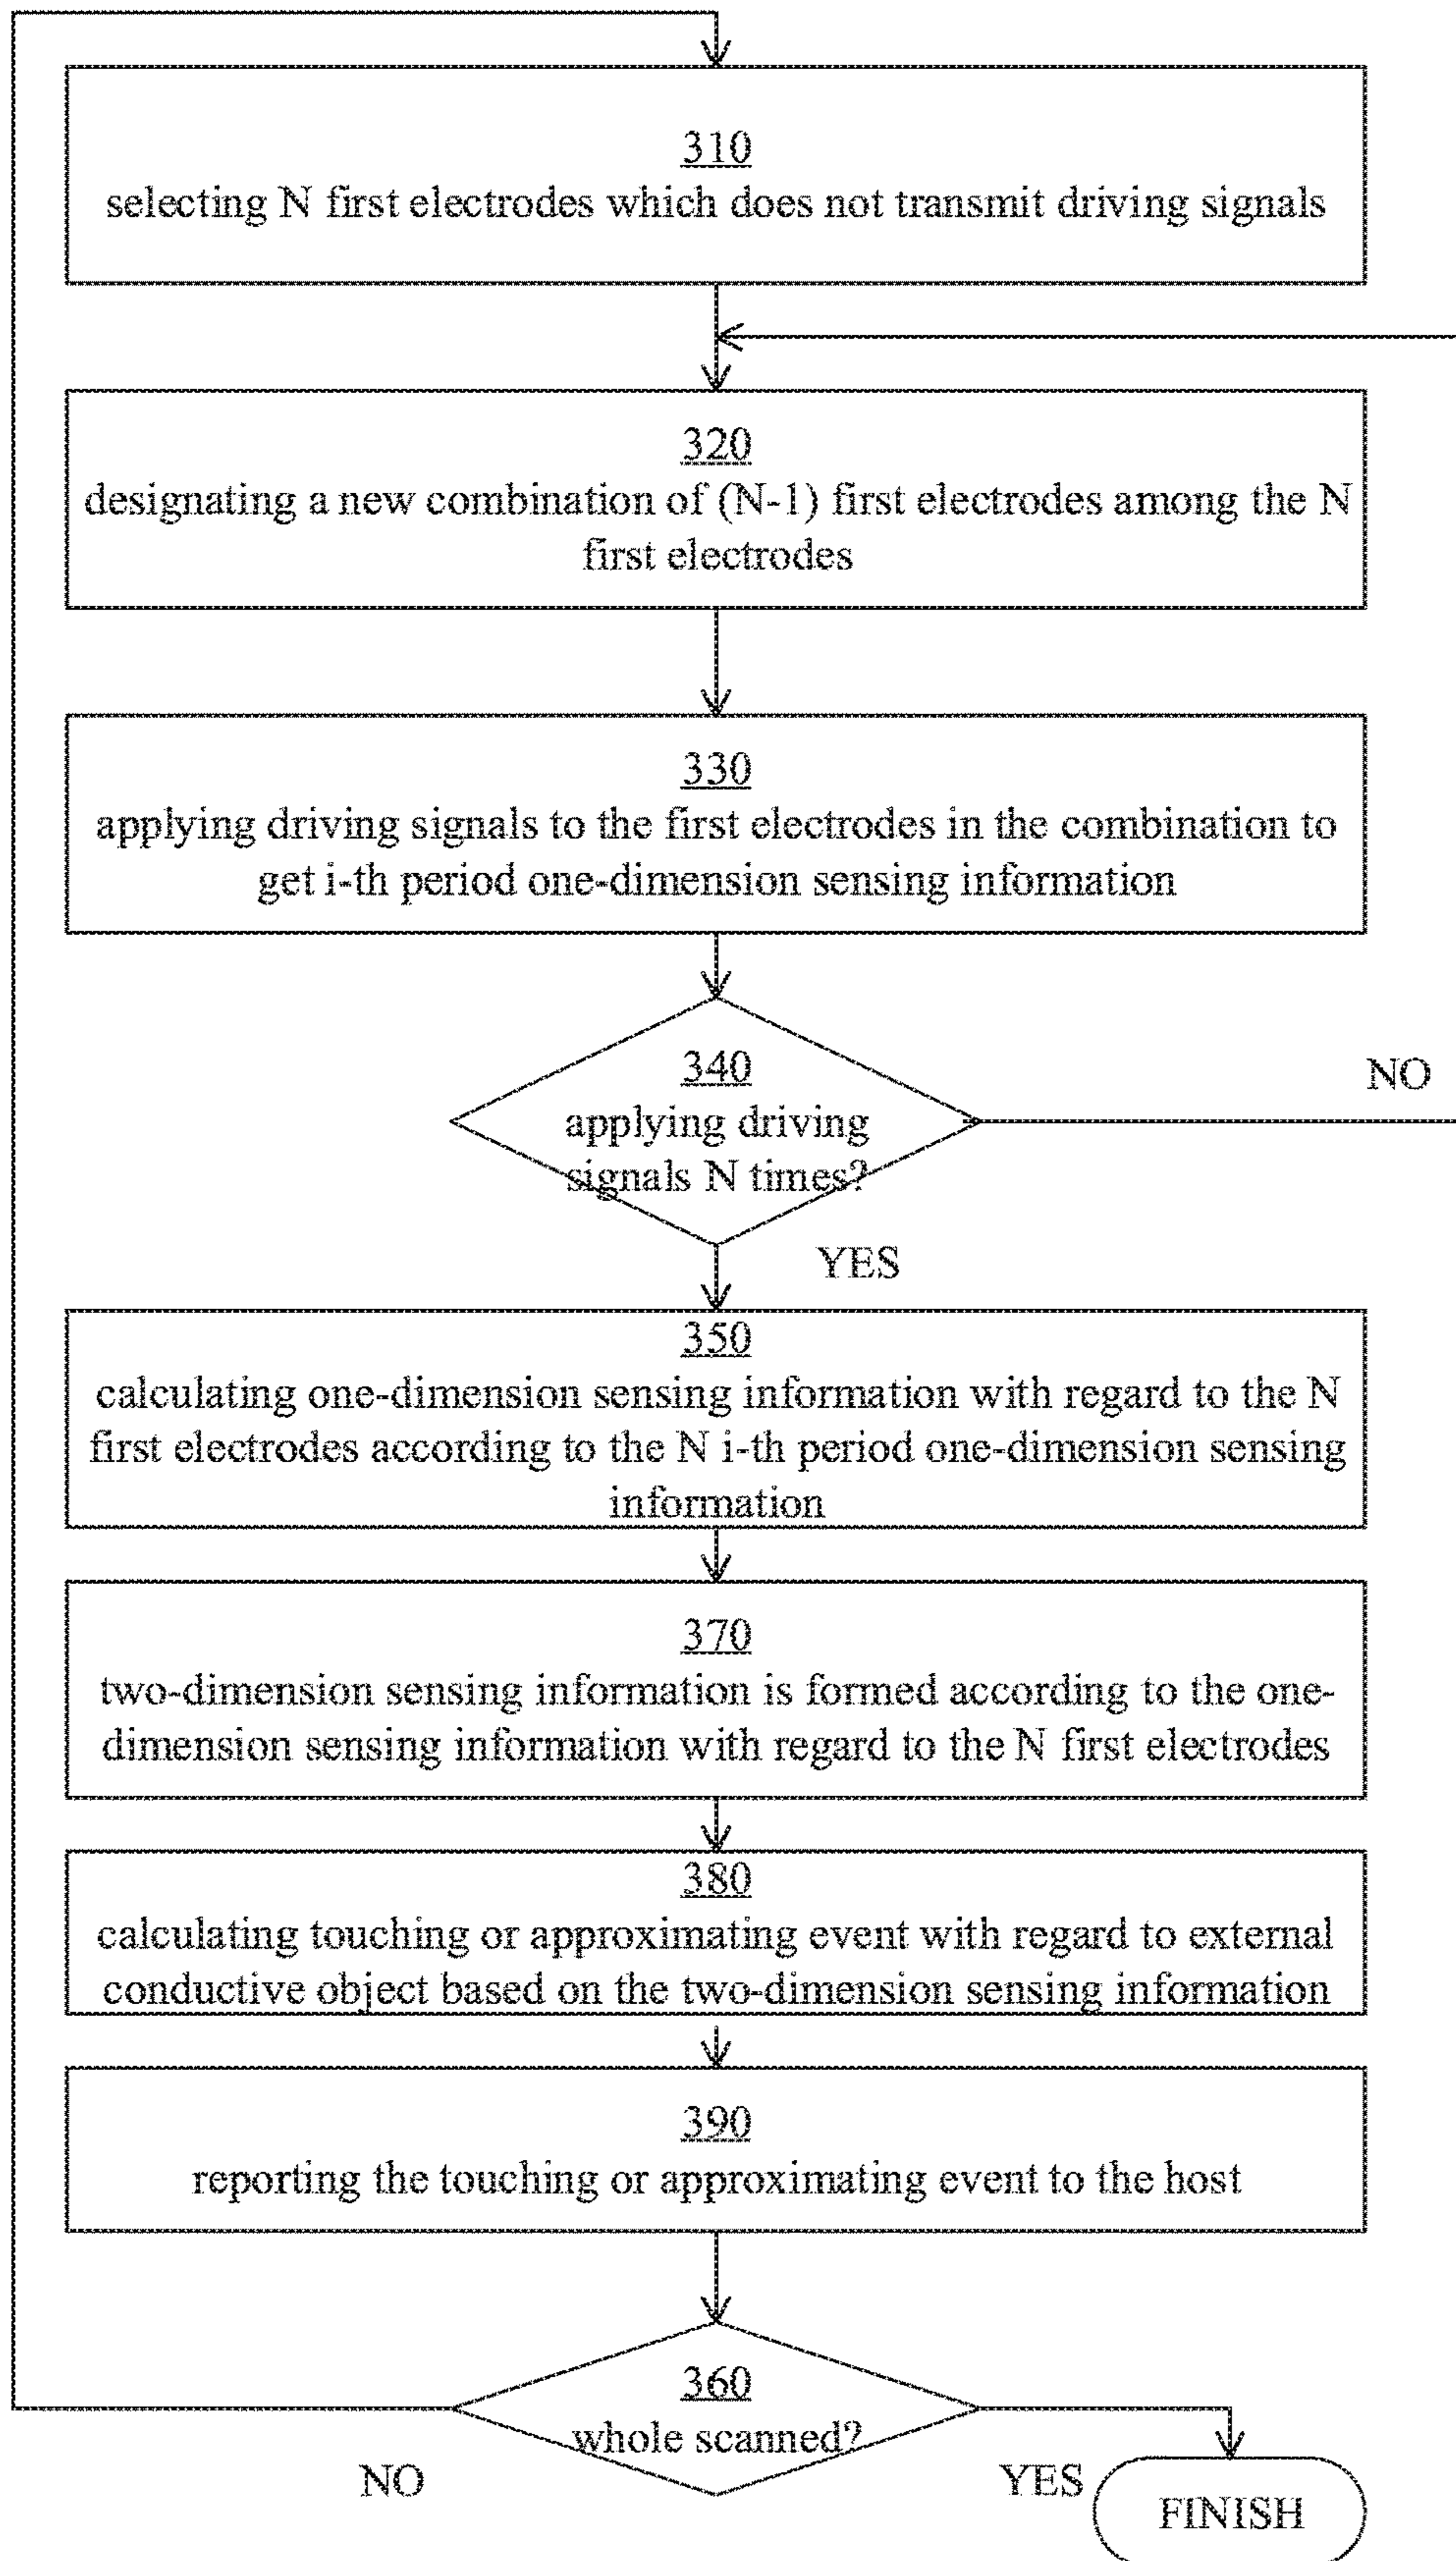 310
selecting N first electrodes which does not transmit driving signals
320
designating a new combination of (N-1) first electrodes among the N
first electrodes
330
applying driving signals to the first electrodes in the combination to
get i-th period one-dimension sensing information
340
applying driving
signals N times?
NO
YES
350
calculating one-dimension sensing information with regard to the N
first electrodes according to the N i-th period one-dimension sensing
information
370
two-dimension sensing information is formed according to the one-
dimension sensing information with regard to the N first electrodes
380
calculating touching or approximating event with regard to external
conductive object based on the two-dimension sensing information
390
reporting the touching or approximating event to the host
360
whole scanned?
NO
YES
FINISH